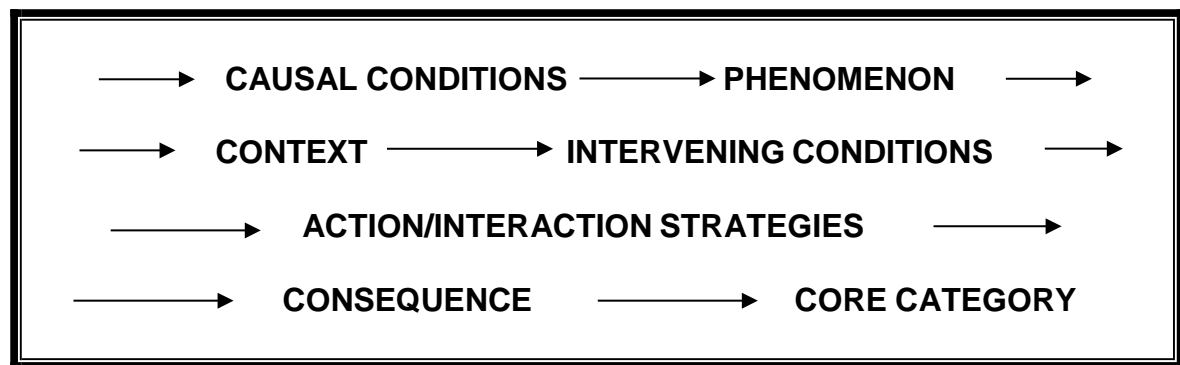 CAUSAL CONDITIONS PHENOMENON
CONTEXT INTERVENING CONDITIONS
ACTION/INTERACTION STRATEGIES
CONSEQUENCE CORE CATEGORY